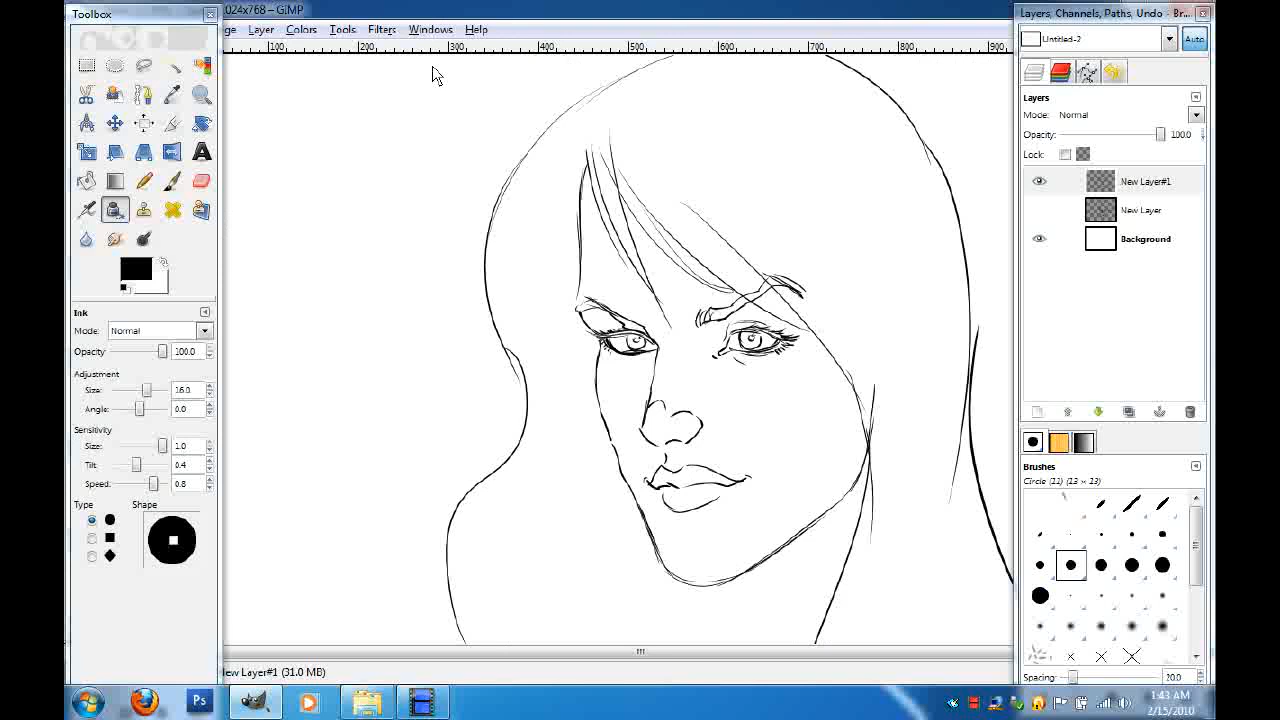 Toolbox
024x768 – GIMP
ge Layer Colors Tools Filters Windows Help
100 200 300 400 500 600 700 800 900
Ink
Mode: Normal
Opacity: 100.0
Adjustment
Size: 16.0
Angle: 0.0
Sensitivity
Size: 1.0
Tilt: 0.4
Speed: 0.8
Type Shape
New Layer#1 (31.0 MB)
Layers, Channels, Paths, Undo - Br...
Untitled-2
Auto
Layers
Mode: Normal
Opacity: 100.0
Lock:
New Layer#1
New Layer
Background
Brushes
Circle (11) (13 × 13)
Spacing: 20.0
Ps
1:43 AM
2/15/2010